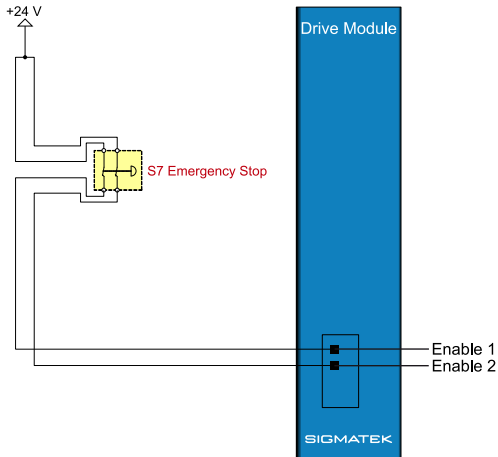 +24 V
Drive Module
S7 Emergency Stop
Enable 1
Enable 2
SIGMATEK